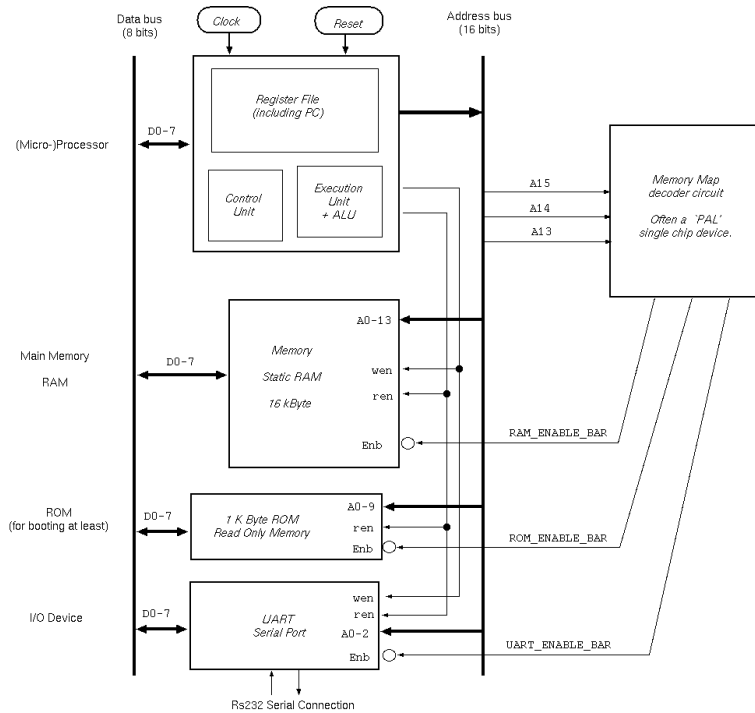 Data bus
(8 bits)
Clock
Reset
Address bus
(16 bits)
Register File
(including PC)
(Micro-)Processor
D0-7
Control
Unit
Execution
Unit
+ ALU
A15
A14
A13
Memory Map
decoder circuit
Often a `PAL'
single chip device.
Main Memory
RAM
D0-7
Memory
Static RAM
16 kByte
A0-13
wen
ren
Enb
RAM_ENABLE_BAR
ROM
(for booting at least)
D0-7
1 K Byte ROM
Read Only Memory
A0-9
ren
Enb
ROM_ENABLE_BAR
I/O Device
D0-7
UART
Serial Port
wen
ren
A0-2
Enb
UART_ENABLE_BAR
Rs232 Serial Connection